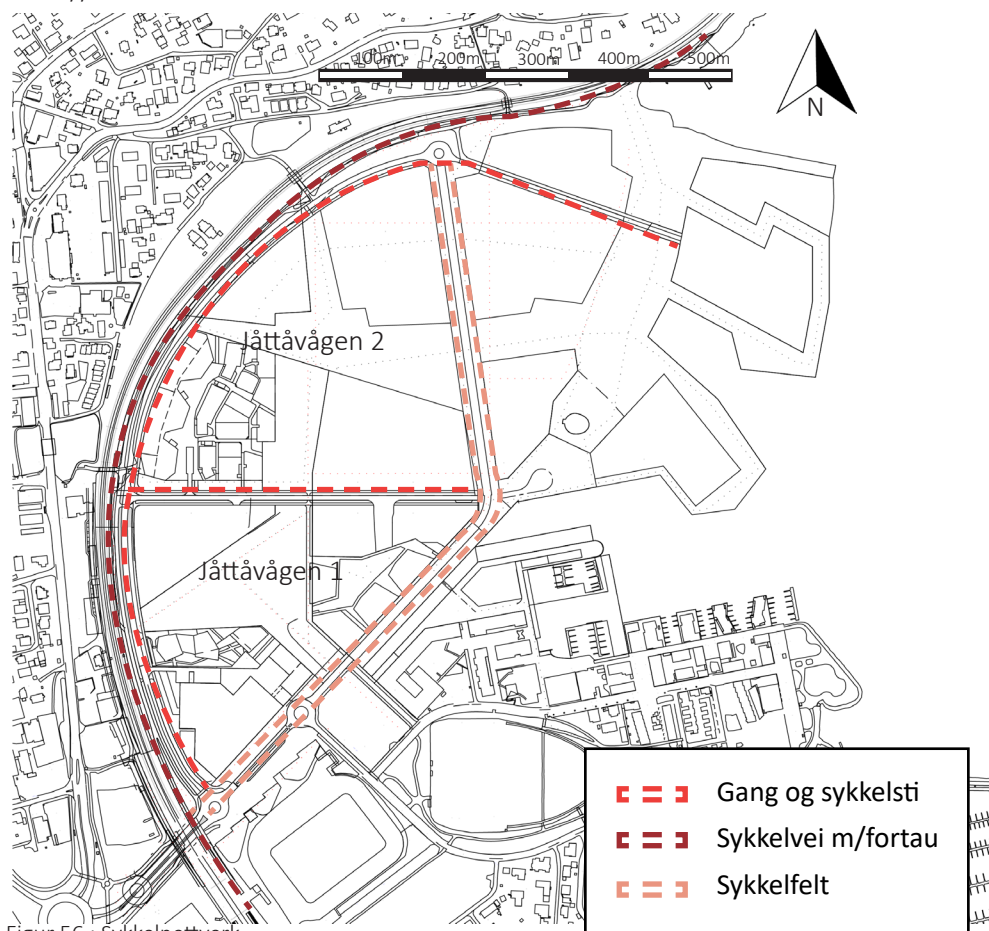 100m 200m 300m 400m 500m
N
Jåttåvågen 2
Jåttåvågen 1
Gang og sykkelsti
Sykkelvei m/fortau
Sykkelfelt